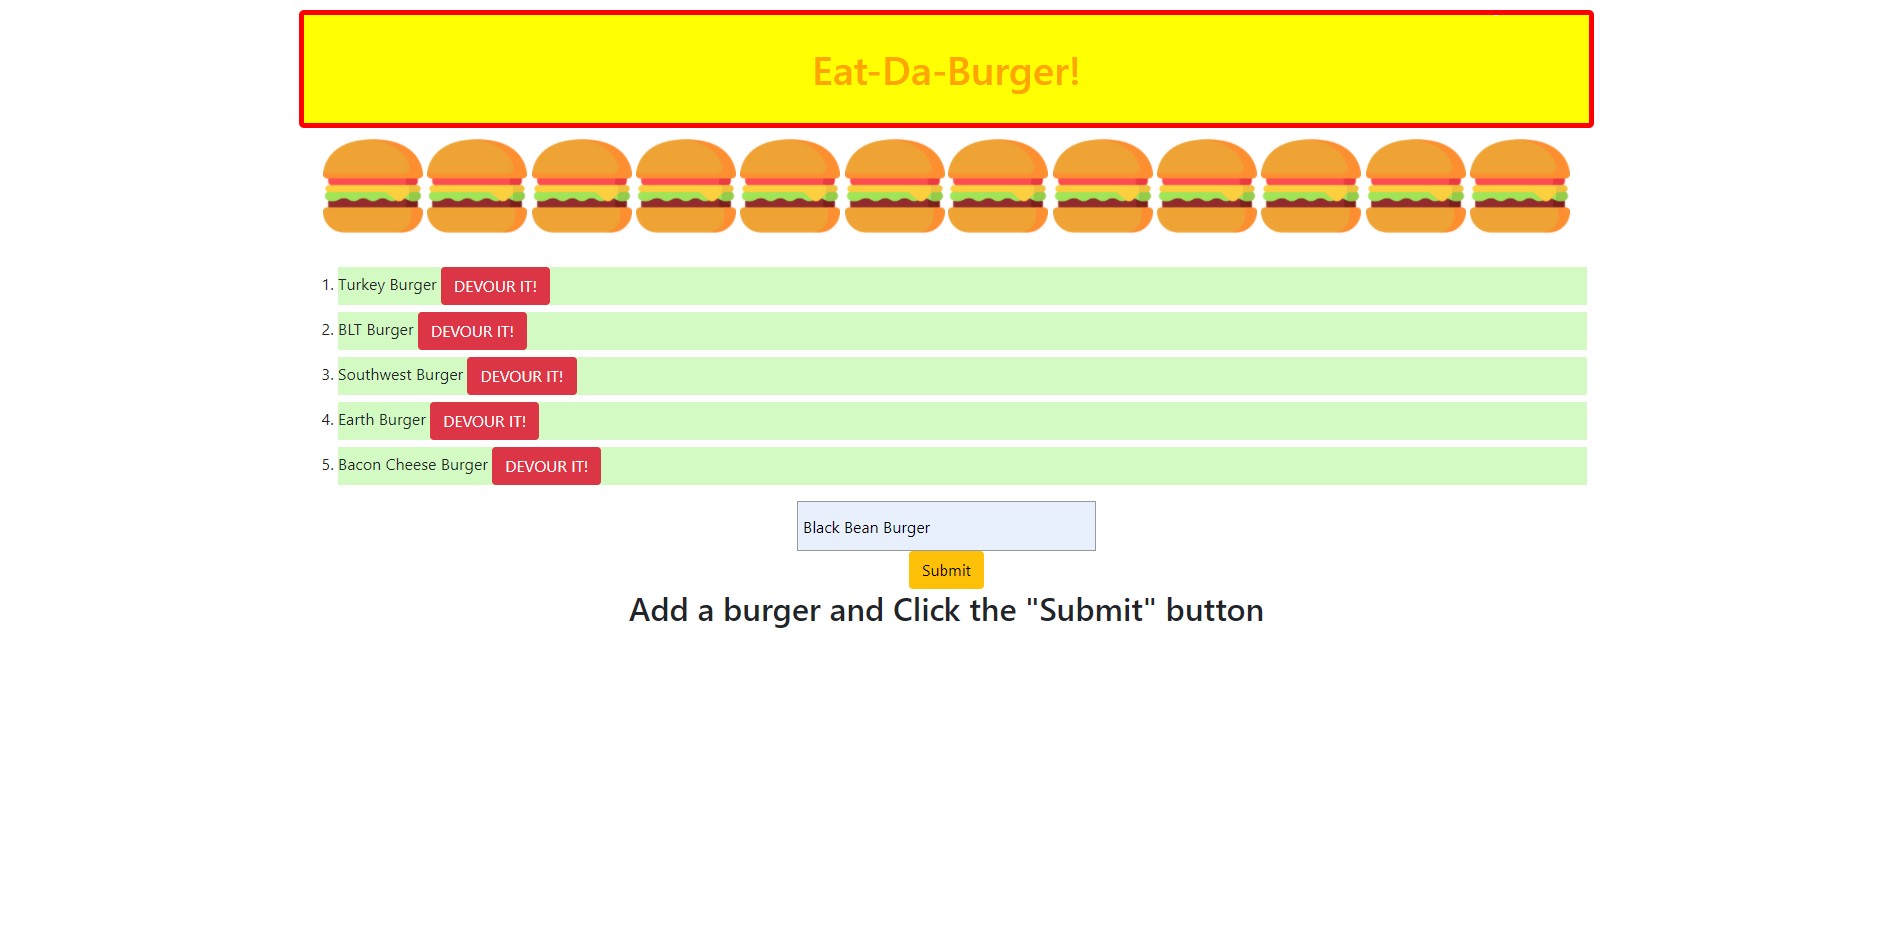 Eat-Da-Burger!
1. Turkey Burger DEVOUR IT!
2. BLT Burger DEVOUR IT!
3. Southwest Burger DEVOUR IT!
4. Earth Burger DEVOUR IT!
5. Bacon Cheese Burger DEVOUR IT!
Black Bean Burger
Submit
Add a burger and Click the "Submit" button